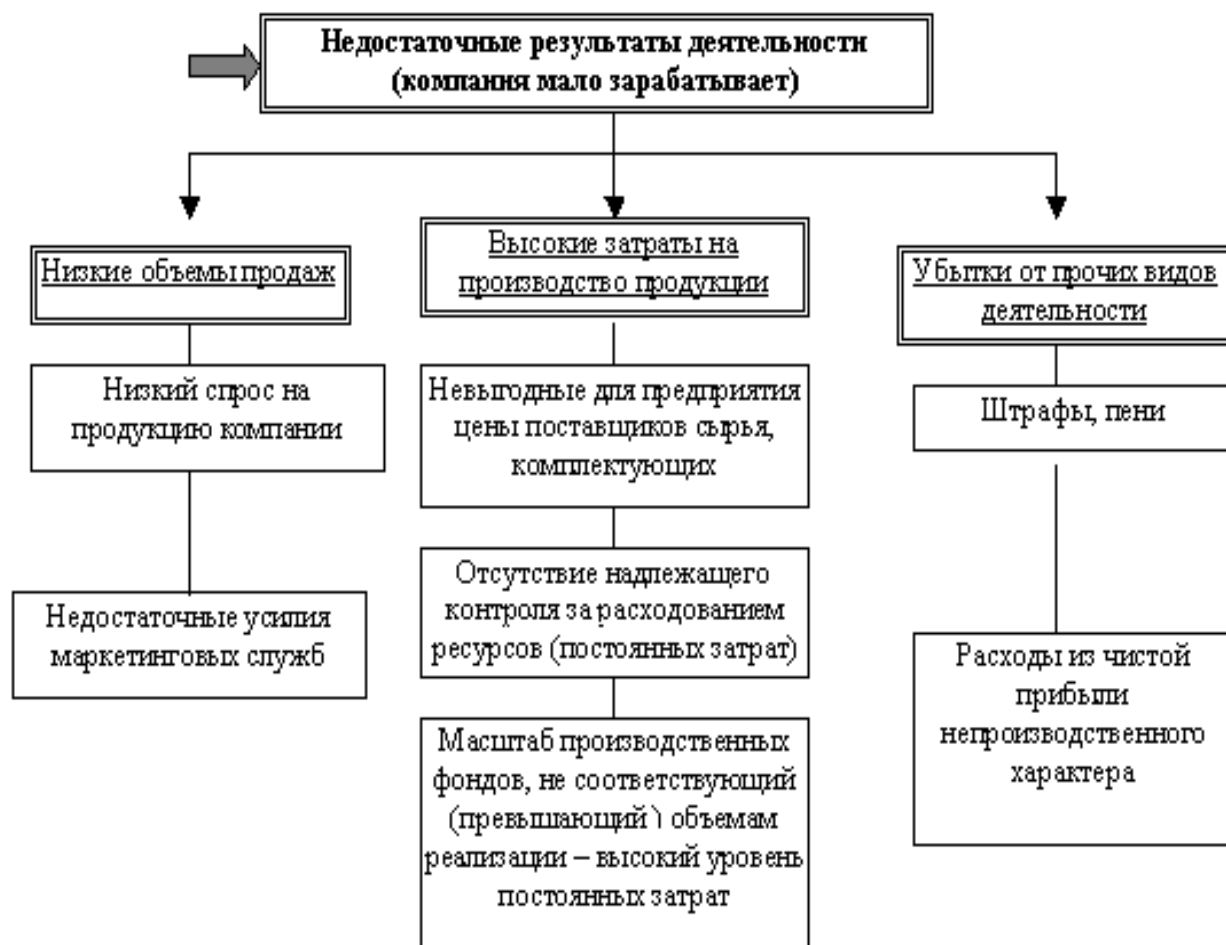 Недостаточные результаты деятельности
(компания мало зарабатывает)
Низкие объемы продаж
Низкий спрос на
продукцию компании
Недостаточные усилия
маркетинговых служб
Высокие затраты на
производство продукции
Невыгодные для предприятия
цены поставщиков сырья,
комплектующих
Отсутствие надлежащего
контроля за расходованием
ресурсов (постоянных затрат)
Масштаб производственных
фондов, не соответствующий
(превышающий ) объемам
реализации – высокий уровень
постоянных затрат
Убытки от прочих видов
деятельности
Штрафы, пени
Расходы из чистой
прибыли
непроизводственного
характера